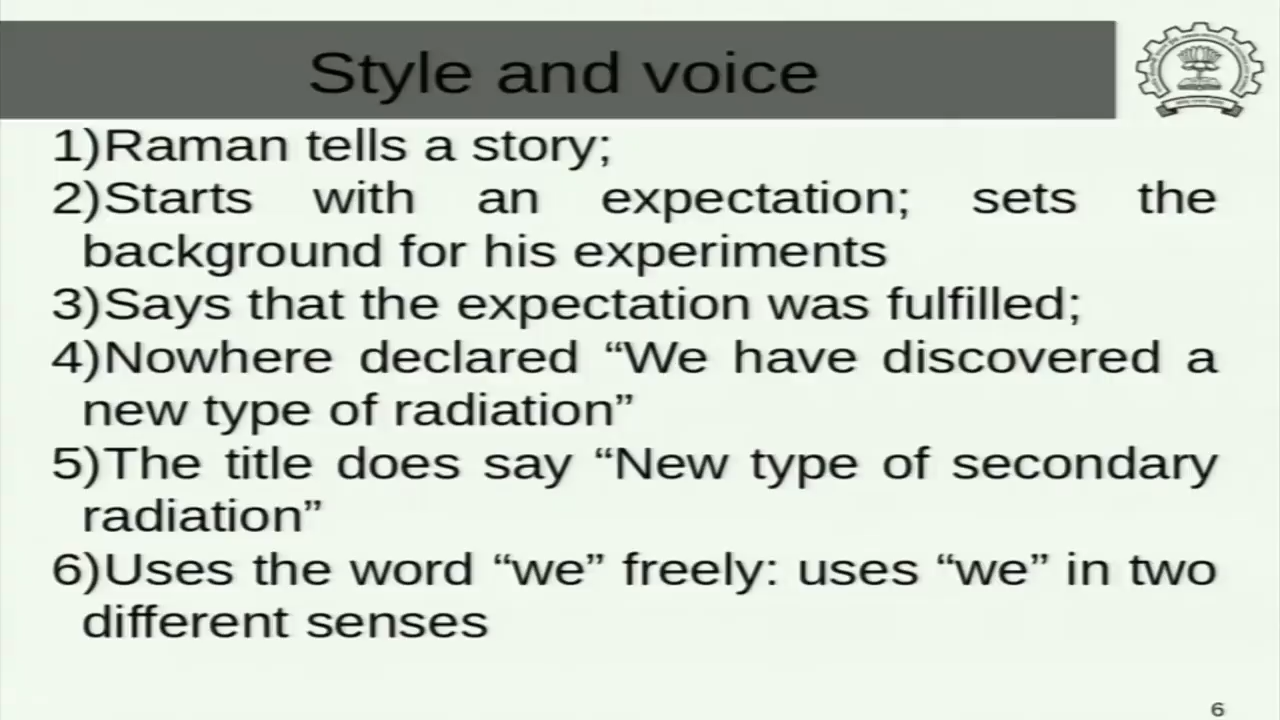 Style and voice
1)Raman tells a story;
2)Starts with an expectation; sets the
background for his experiments
3)Says that the expectation was fulfilled;
4)Nowhere declared “We have discovered a
new type of radiation”
5)The title does say “New type of secondary
radiation”
6)Uses the word “we” freely: uses “we” in two
different senses
6